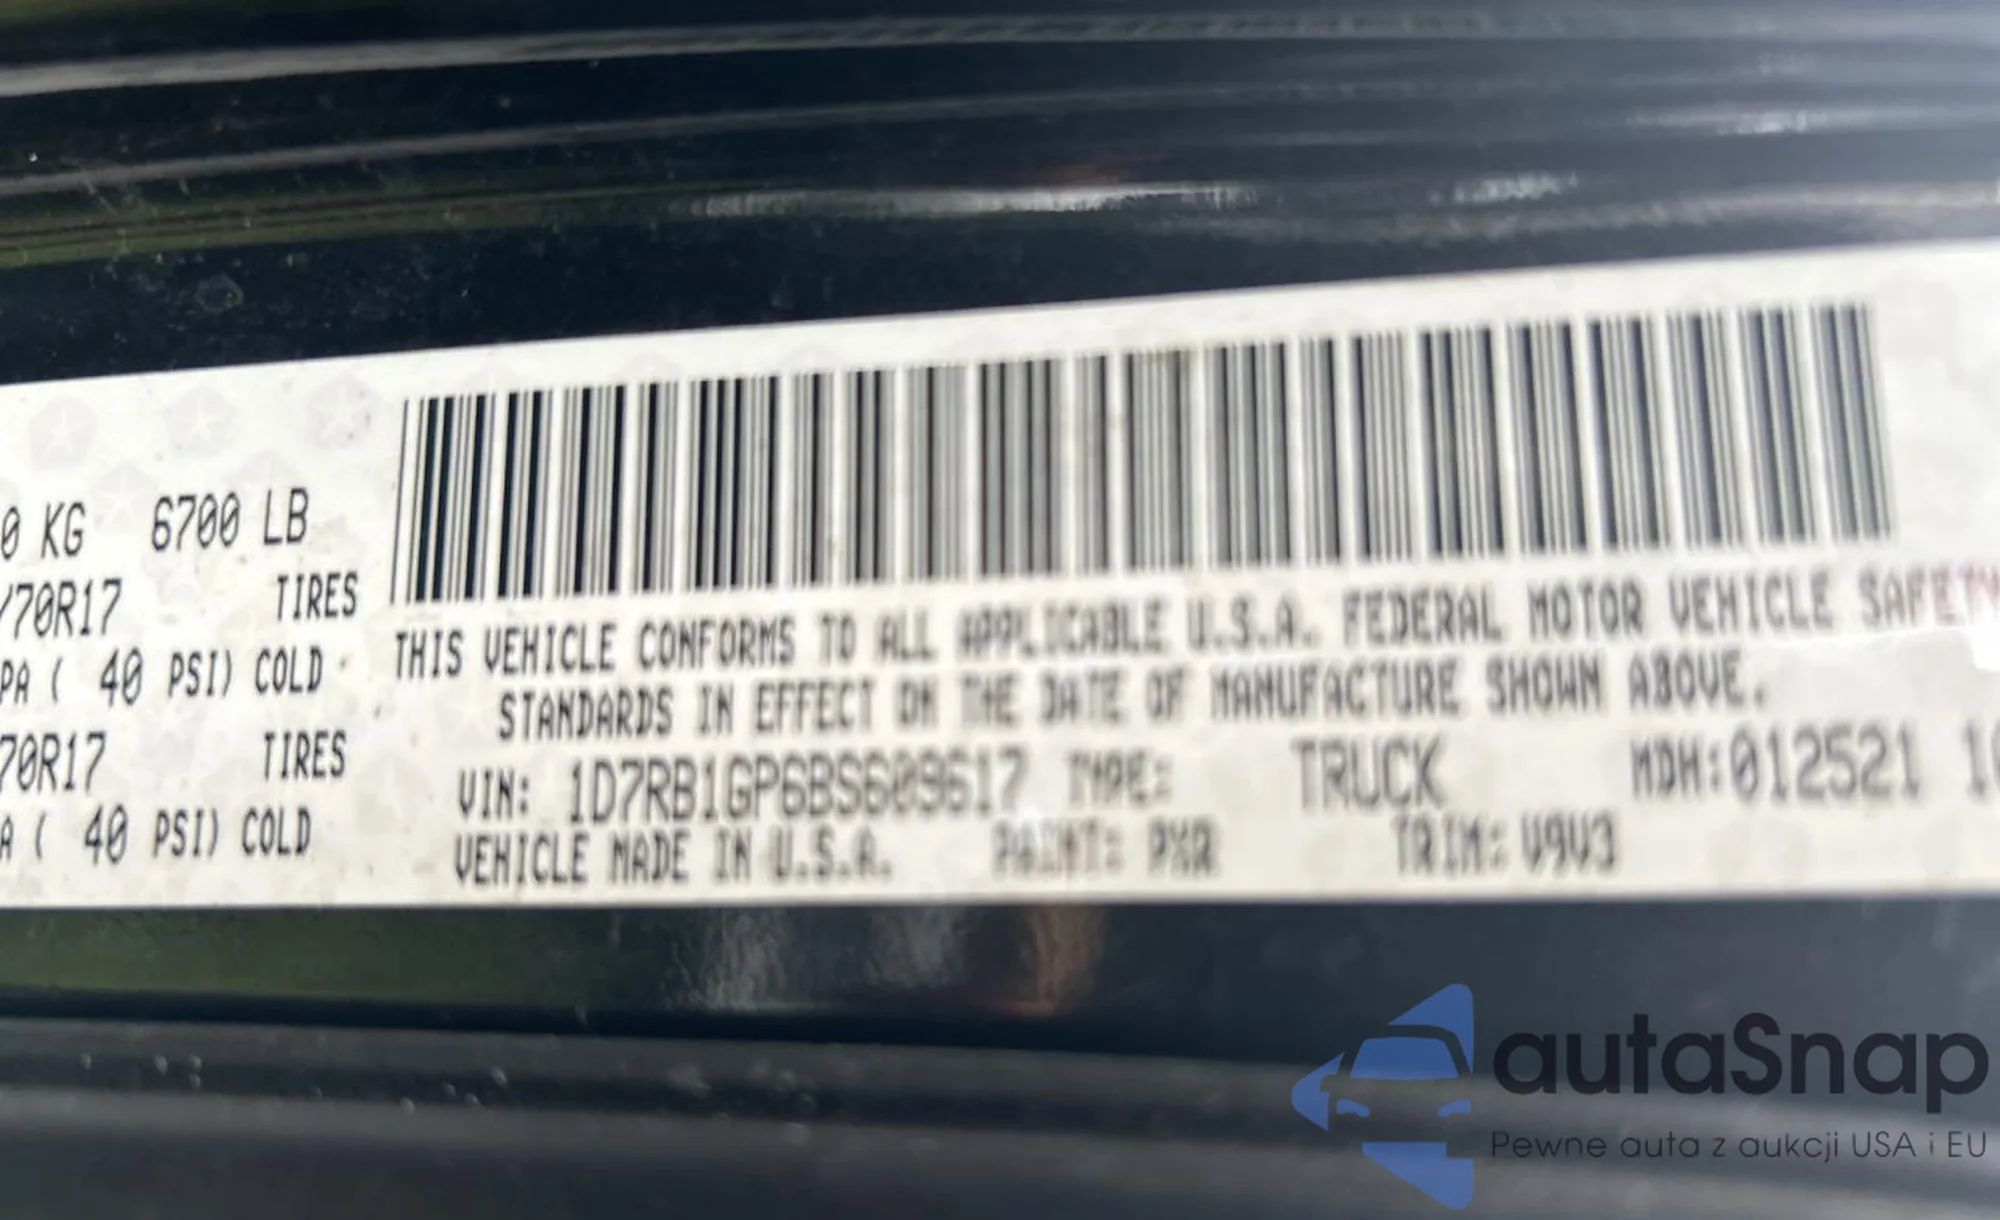 0 KG 6700 LB
/70R17 TIRES
PA ( 40 PSI) COLD
70R17 TIRES
A ( 40 PSI) COLD
THIS VEHICLE CONFORMS TO ALL APPLICABLE U.S.A. FEDERAL MOTOR VEHICLE SAFETY
STANDARDS IN EFFECT ON THE DATE OF MANUFACTURE SHOWN ABOVE.
VIN: 1D7RB1GP6BS609617 TYPE: TRUCK MDH:012521 10
VEHICLE MADE IN U.S.A. PAINT: PXR TRIM: V9V3
autaSnap
Pewne auta z aukcji USA i EU